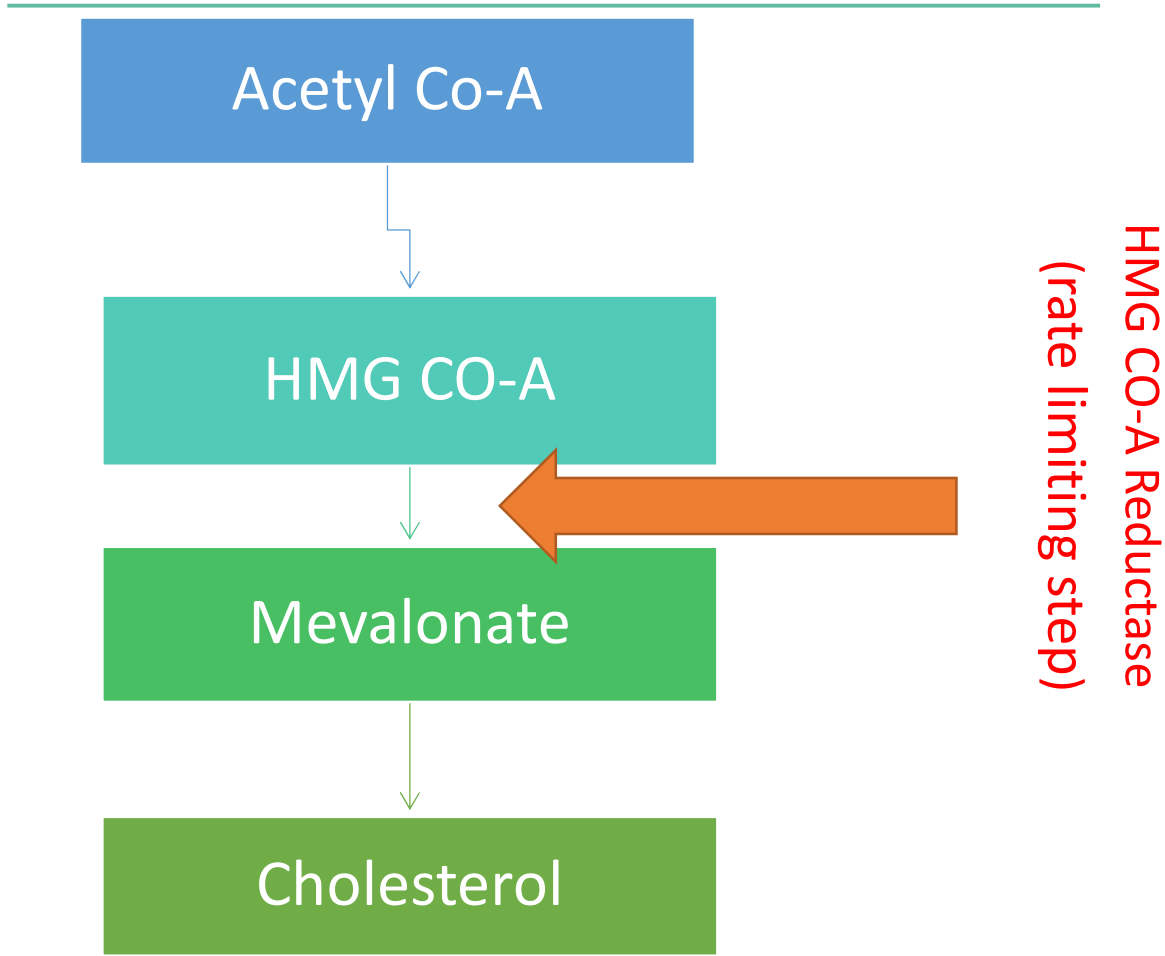 Acetyl Co-A
HMG CO-A
Mevalonate
Cholesterol
HMG CO-A Reductase
(rate limiting step)